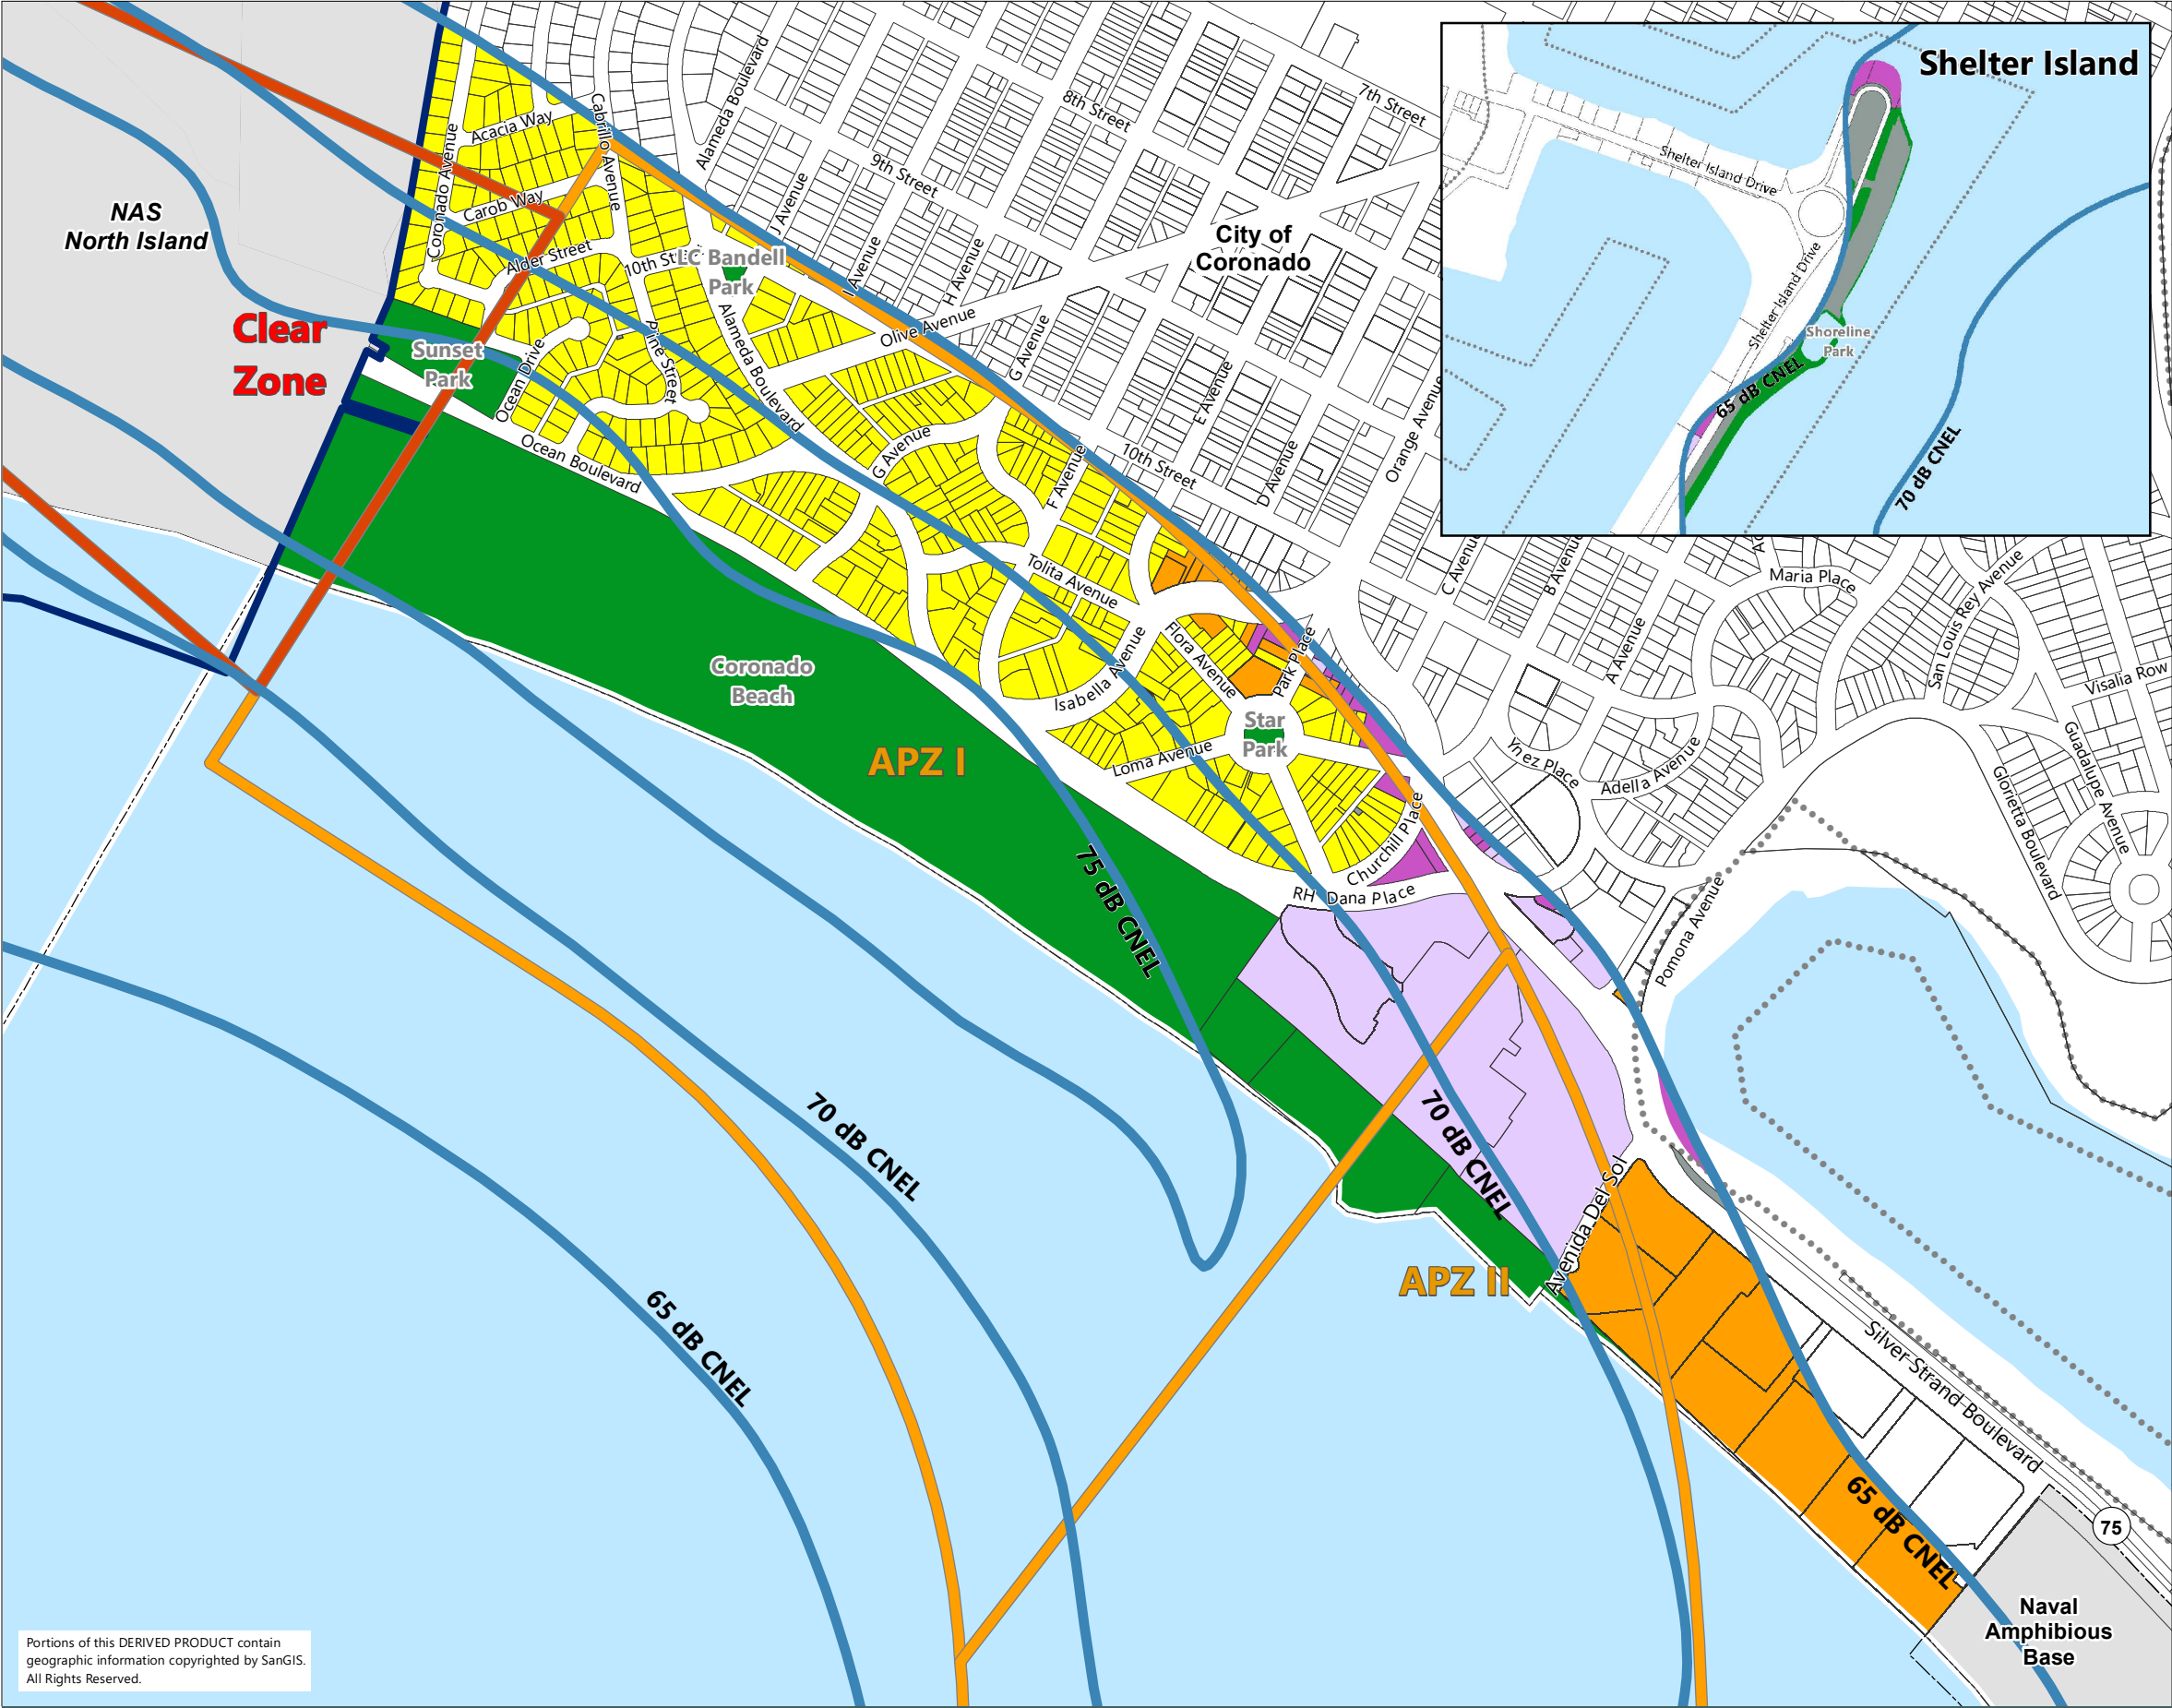 Shelter Island
Shelter Island Drive
Shelter Island Drive
Shoreline
Park
65 dB CNEL
70 dB CNEL
NAS
North Island
Clear
Zone
Coronado Avenue
Acacia Way
Cabrillo Avenue
Carob Way
Alder Street
10th St
LC Bandell
Park
Alameda Boulevard
7th Street
8th Street
9th Street
J Avenue
I Avenue
H Avenue
City of
Coronado
Olive Avenue
G Avenue
E Avenue
Orange Avenue
Sunset
Park
Ocean Drive
Pine Street
Alameda Boulevard
Ocean Boulevard
G Avenue
F Avenue
10th Street
D Avenue
C Avenue
B Avenue
A Avenue
Maria Place
San Louis Rey Avenue
Visalia Row
Guadalupe Avenue
Glorietta Boulevard
Tolita Avenue
Flora Avenue
Isabella Avenue
Park Place
Coronado
Beach
Star
Park
Loma Avenue
Ynez Place
Adella Avenue
APZ I
Churchill Place
RH Dana Place
Pomona Avenue
75 dB CNEL
70 dB CNEL
70 dB CNEL
65 dB CNEL
Avenida Del Sol
APZ II
Silver Strand Boulevard
65 dB CNEL
75
Naval
Amphibious
Base
Portions of this DERIVED PRODUCT contain
geographic information copyrighted by SanGIS.
All Rights Reserved.